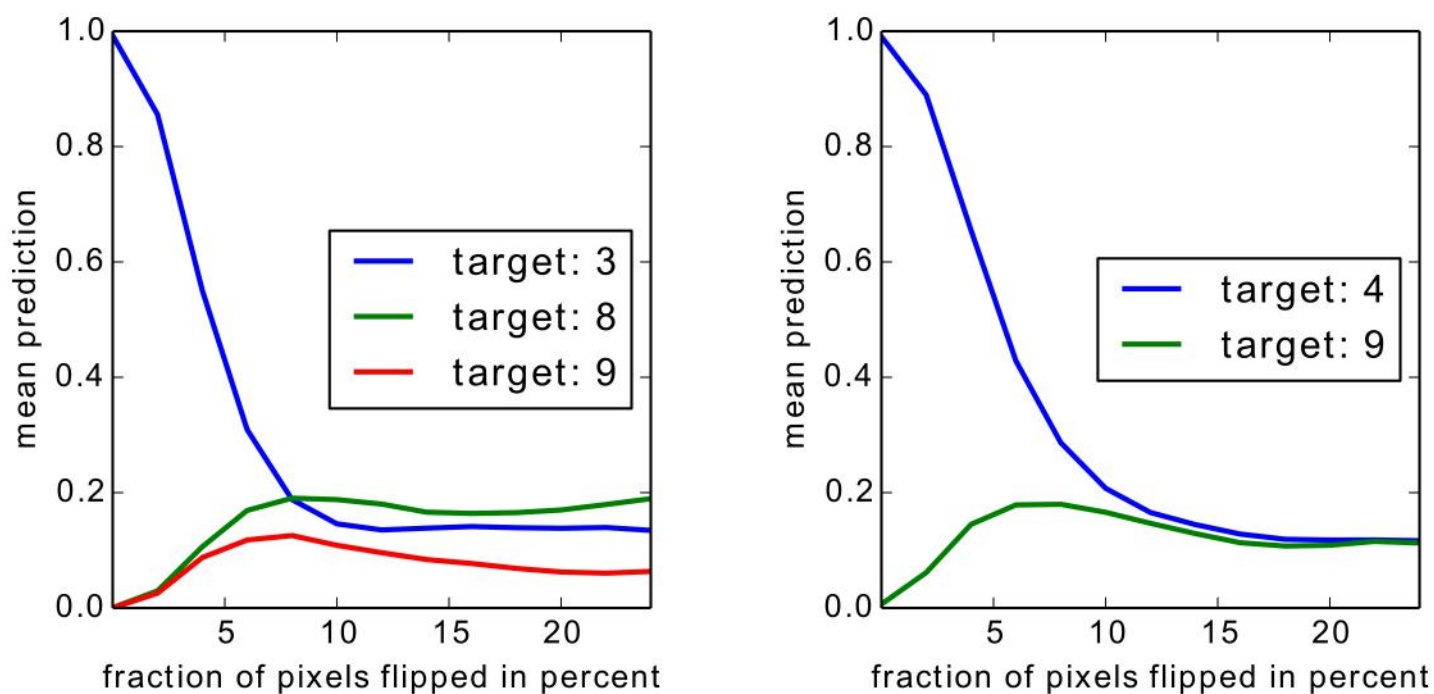 1.0
0.8
0.6
0.4
0.2
0.0
mean prediction
target: 3
target: 8
target: 9
5 10 15 20
fraction of pixels flipped in percent
1.0
0.8
0.6
0.4
0.2
0.0
mean prediction
target: 4
target: 9
5 10 15 20
fraction of pixels flipped in percent